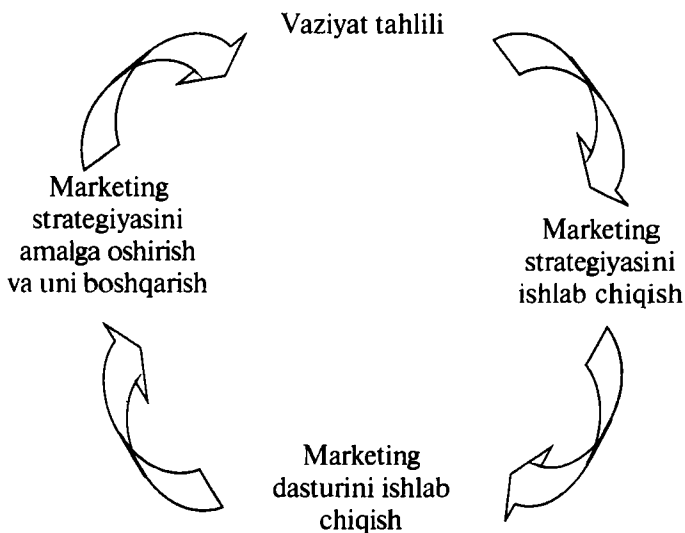 Vaziyat tahlili
Marketing
strategiyasini
ishlab chiqish
Marketing
dasturini ishlab
chiqish
Marketing
strategiyasini
amalga oshirish
va uni boshqarish